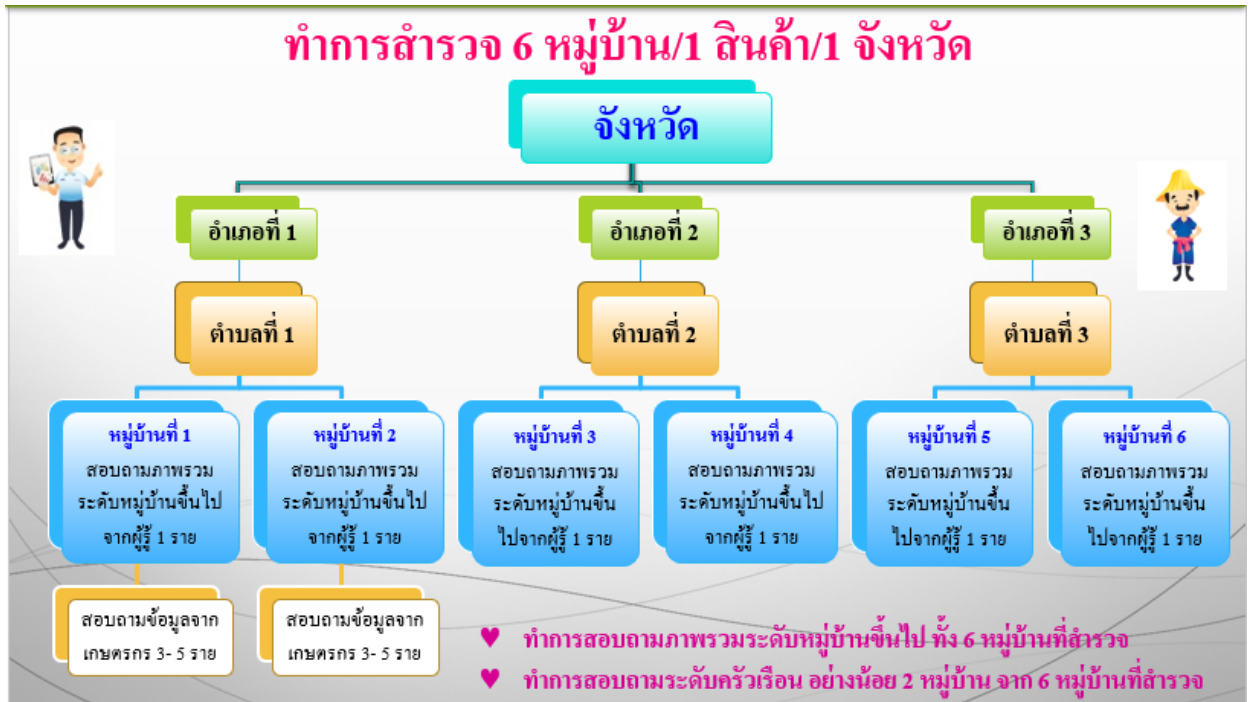 ทำการสำรวจ 6 หมู่บ้าน/1 สินค้า/1 จังหวัด
จังหวัด
อำเภอที่ 1
อำเภอที่ 2
อำเภอที่ 3
ตำบลที่ 1
ตำบลที่ 2
ตำบลที่ 3
หมู่บ้านที่ 1
สอบถามภาพรวม
ระดับหมู่บ้านขึ้นไป
จากผู้รู้ 1 ราย
หมู่บ้านที่ 2
สอบถามภาพรวม
ระดับหมู่บ้านขึ้นไป
จากผู้รู้ 1 ราย
หมู่บ้านที่ 3
สอบถามภาพรวม
ระดับหมู่บ้านขึ้น
ไปจากผู้รู้ 1 ราย
หมู่บ้านที่ 4
สอบถามภาพรวม
ระดับหมู่บ้านขึ้นไป
จากผู้รู้ 1 ราย
หมู่บ้านที่ 5
สอบถามภาพรวม
ระดับหมู่บ้านขึ้น
ไปจากผู้รู้ 1 ราย
หมู่บ้านที่ 6
สอบถามภาพรวม
ระดับหมู่บ้านขึ้น
ไปจากผู้รู้ 1 ราย
สอบถามข้อมูลจาก
เกษตรกร 3- 5 ราย
สอบถามข้อมูลจาก
เกษตรกร 3- 5 ราย
♥ ทำการสอบถามภาพรวมระดับหมู่บ้านขึ้นไป ทั้ง 6 หมู่บ้านที่สำรวจ
♥ ทำการสอบถามระดับครัวเรือน อย่างน้อย 2 หมู่บ้าน จาก 6 หมู่บ้านที่สำรวจ